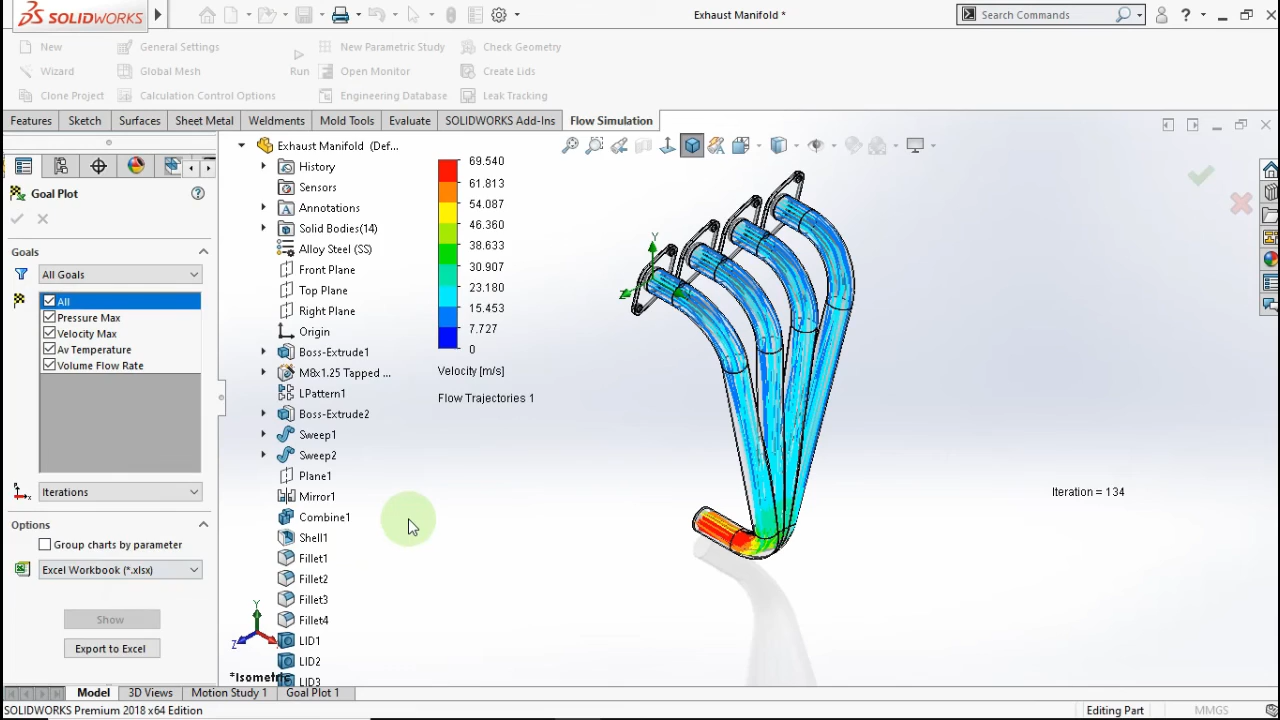 SOLIDWORKS
Exhaust Manifold *
Search Commands
New
Wizard
Clone Project
General Settings
Global Mesh
Calculation Control Options
Run
New Parametric Study
Open Monitor
Engineering Database
Check Geometry
Create Lids
Leak Tracking
Features
Sketch
Surfaces
Sheet Metal
Weldments
Mold Tools
Evaluate
SOLIDWORKS Add-Ins
Flow Simulation
Goal Plot
Goals
All Goals
All
Pressure Max
Velocity Max
Av Temperature
Volume Flow Rate
Iterations
Options
Group charts by parameter
Excel Workbook (*.xlsx)
Show
Export to Excel
Exhaust Manifold (Def...
History
Sensors
Annotations
Solid Bodies(14)
Alloy Steel (SS)
Front Plane
Top Plane
Right Plane
Origin
Boss-Extrude1
M8x1.25 Tapped ...
LPattern1
Boss-Extrude2
Sweep1
Sweep2
Plane1
Mirror1
Combine1
Shell1
Fillet1
Fillet2
Fillet3
Fillet4
LID1
LID2
LID3
69.540
61.813
54.087
46.360
38.633
30.907
23.180
15.453
7.727
0
Velocity [m/s]
Flow Trajectories 1
Y
Z
Iteration = 134
Y
Z
*Isometric
Model
3D Views
Motion Study 1
Goal Plot 1
SOLIDWORKS Premium 2018 x64 Edition
Editing Part
MMGS